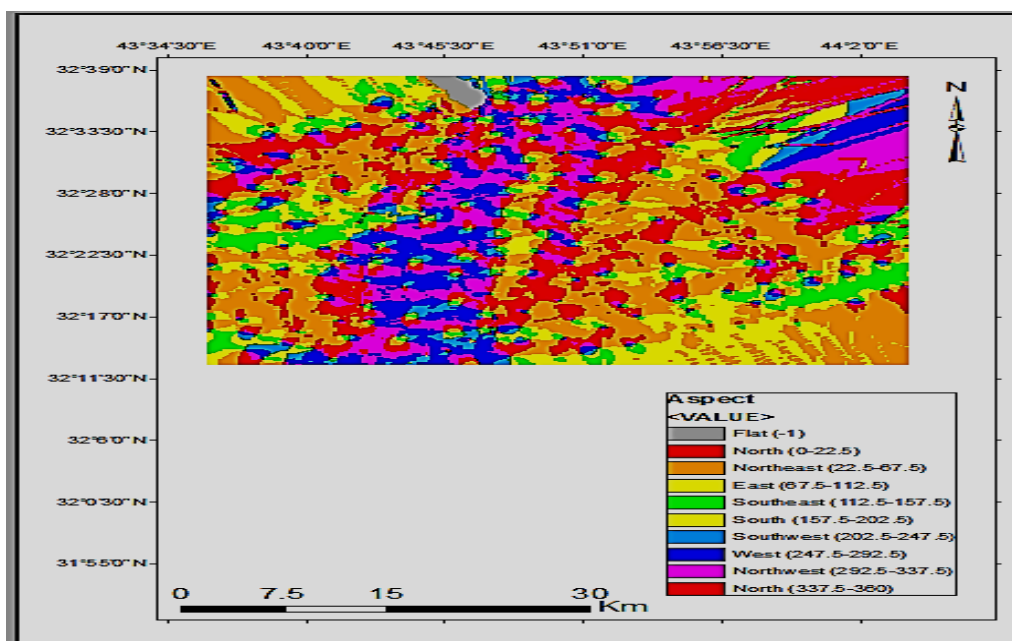 43°34'30"E 43°40'0"E 43°45'30"E 43°51'0"E 43°56'30"E 44°2'0"E
32°39'0"N
32°33'30"N
32°28'0"N
32°22'30"N
32°17'0"N
32°11'30"N
32°6'0"N
32°0'30"N
31°55'0"N
N
Aspect
<VALUE>
Flat (-1)
North (0-22.5)
Northeast (22.5-67.5)
East (67.5-112.5)
Southeast (112.5-157.5)
South (157.5-202.5)
Southwest (202.5-247.5)
West (247.5-292.5)
Northwest (292.5-337.5)
North (337.5-360)
0 7.5 15 30
Km